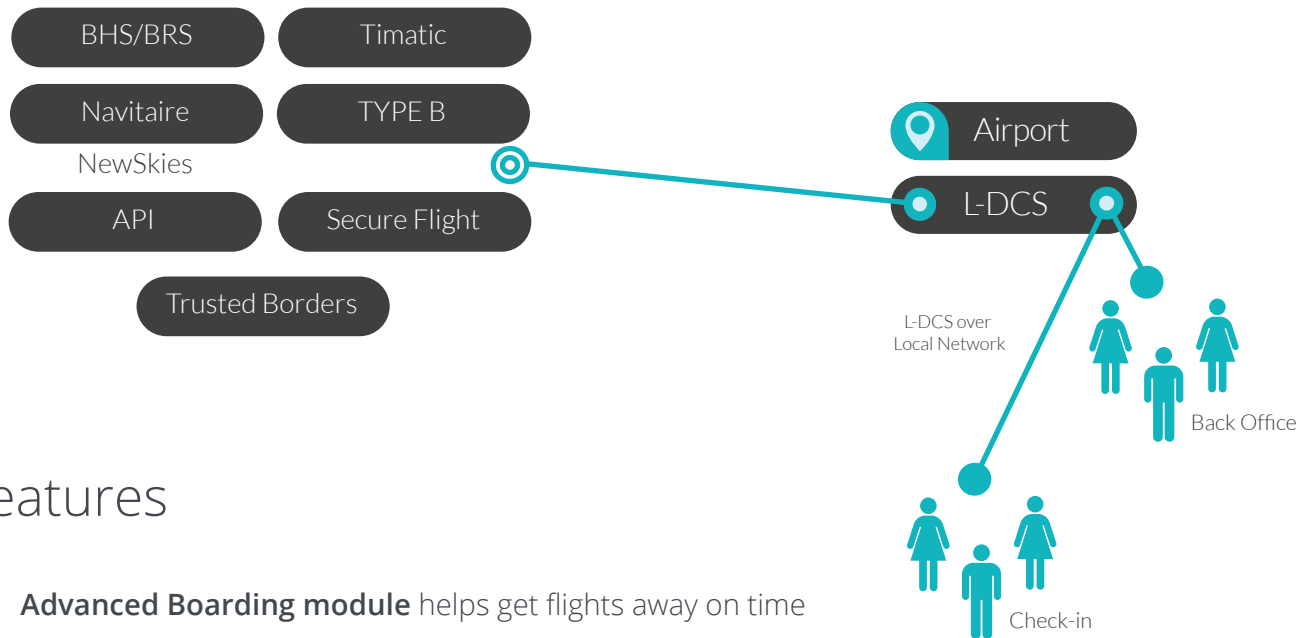 BHS/BRS
Timatic
Navitaire
TYPE B
NewSkies
API
Secure Flight
Trusted Borders
Airport
L-DCS
L-DCS over
Local Network
Back Office
Check-in
eatures
Advanced Boarding module helps get flights away on time